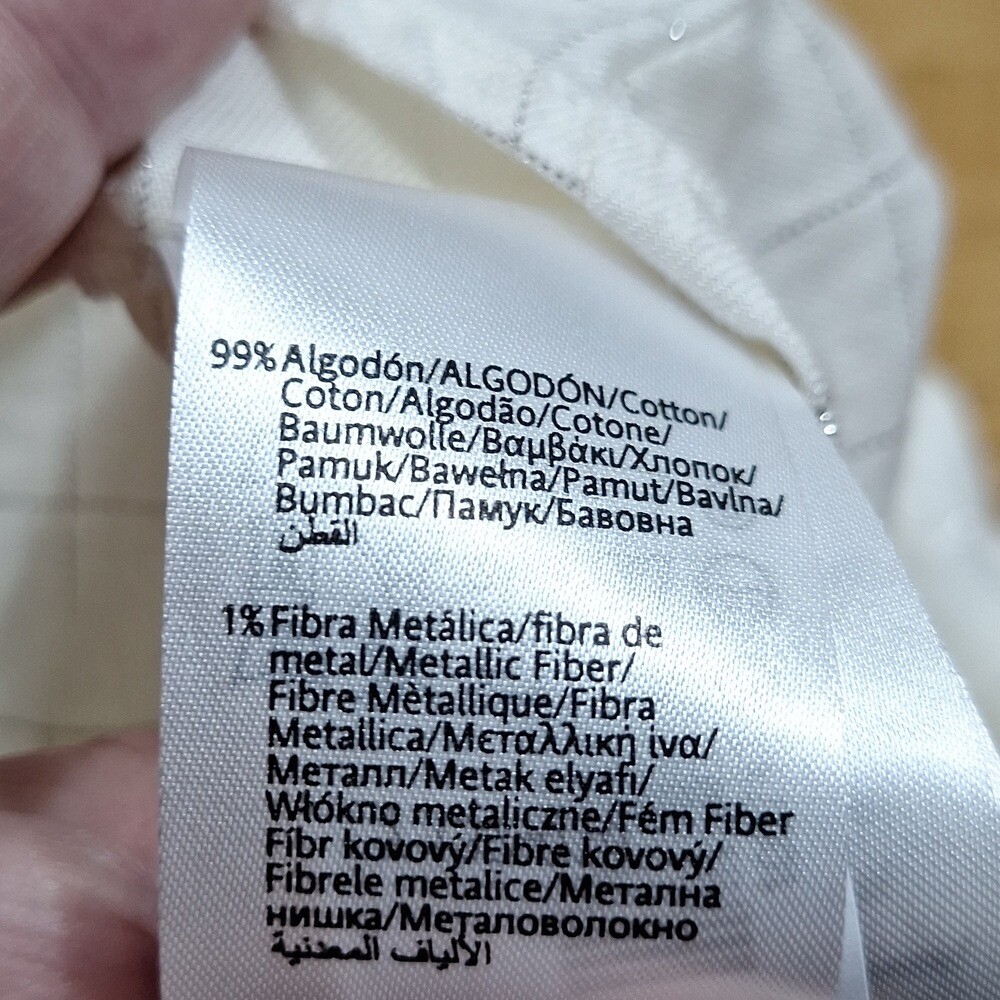 99% Algodón/ALGODÓN/Cotton/
Coton/Algodão/Cotone/
Baumwolle/Βαμβάκι/Хлопок/
Pamuk/Bawełna/Pamut/Bavlna/
Bumbac/Памук/Бавовна
القطن
1% Fibra Metálica/fibra de
metal/Metallic Fiber/
Fibre Mètallique/Fibra
Metallica/Μεταλλική ίνα/
Металл/Metak elyafi/
Włókno metaliczne/Fém Fiber
Fíbr kovový/Fibre kovový/
Fibrele metalice/Метална
нишка/Металоволокно
الألياف المعدنية